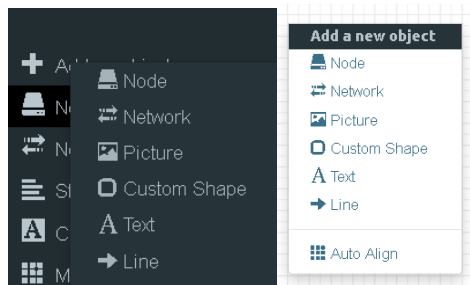 Node
Network
Picture
Custom Shape
Text
Line
Add a new object
Node
Network
Picture
Custom Shape
Text
Line
Auto Align